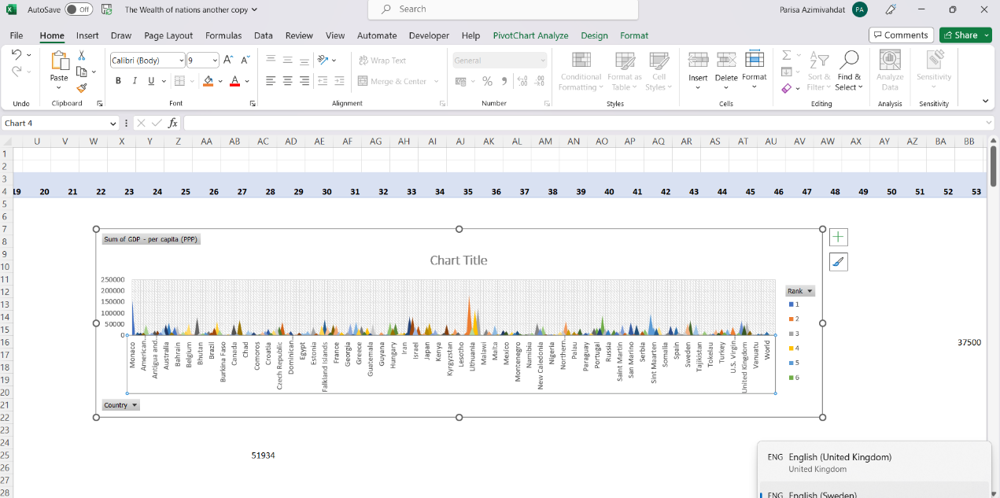 AutoSave Off The Wealth of nations another copy Search Parisa Azimivahdat PA
File Home Insert Draw Page Layout Formulas Data Review View Automate Developer Help PivotChart Analyze Design Format Comments Share
Paste
Calibri (Body) 9
B I U A
Wrap Text
Merge & Center
General
Conditional Formatting
Format as Table
Cell Styles
Insert Delete Format
Sort & Filter
Find & Select
Analyze Data
Sensitivity
Undo Clipboard Font Alignment Number Styles Cells Editing Analysis Sensitivity
Chart 4 fx
U V W X Y Z AA AB AC AD AE AF AG AH AI AJ AK AL AM AN AO AP AQ AR AS AT AU AV AW AX AY AZ BA BB
1
2
3
4 19 20 21 22 23 24 25 26 27 28 29 30 31 32 33 34 35 36 37 38 39 40 41 42 43 44 45 46 47 48 49 50 51 52 53
5
6
7
8
9
10
11
12
13
14
15
16
17
18
19
20
21
22
23
24
25
26
27
28
Sum of GDP - per capita (PPP)
Chart Title
250000
200000
150000
100000
50000
0
Monaco
American...
Antigua and...
Australia
Bahrain
Belgium
Bhutan
Brazil
Burkina Faso
Canada
Chad
Comoros
Croatia
Czech Republic
Dominican...
Egypt
Estonia
Falkland Islands
France
Georgia
Greece
Guatemala
Guyana
Hungary
Iran
Israel
Japan
Kenya
Kyrgyzstan
Lesotho
Lithuania
Malawi
Malta
Mexico
Montenegro
Namibia
New Caledonia
Nigeria
Northern...
Palau
Paraguay
Portugal
Russia
Saint Martin
San Marino
Serbia
Sint Maarten
Somalia
Spain
Sweden
Tajikistan
Tokelau
Turkey
U.S. Virgin...
United Kingdom
Vanuatu
World
Rank
1
2
3
4
5
6
Country
37500
51934
ENG English (United Kingdom)
United Kingdom
ENG English (Sweden)